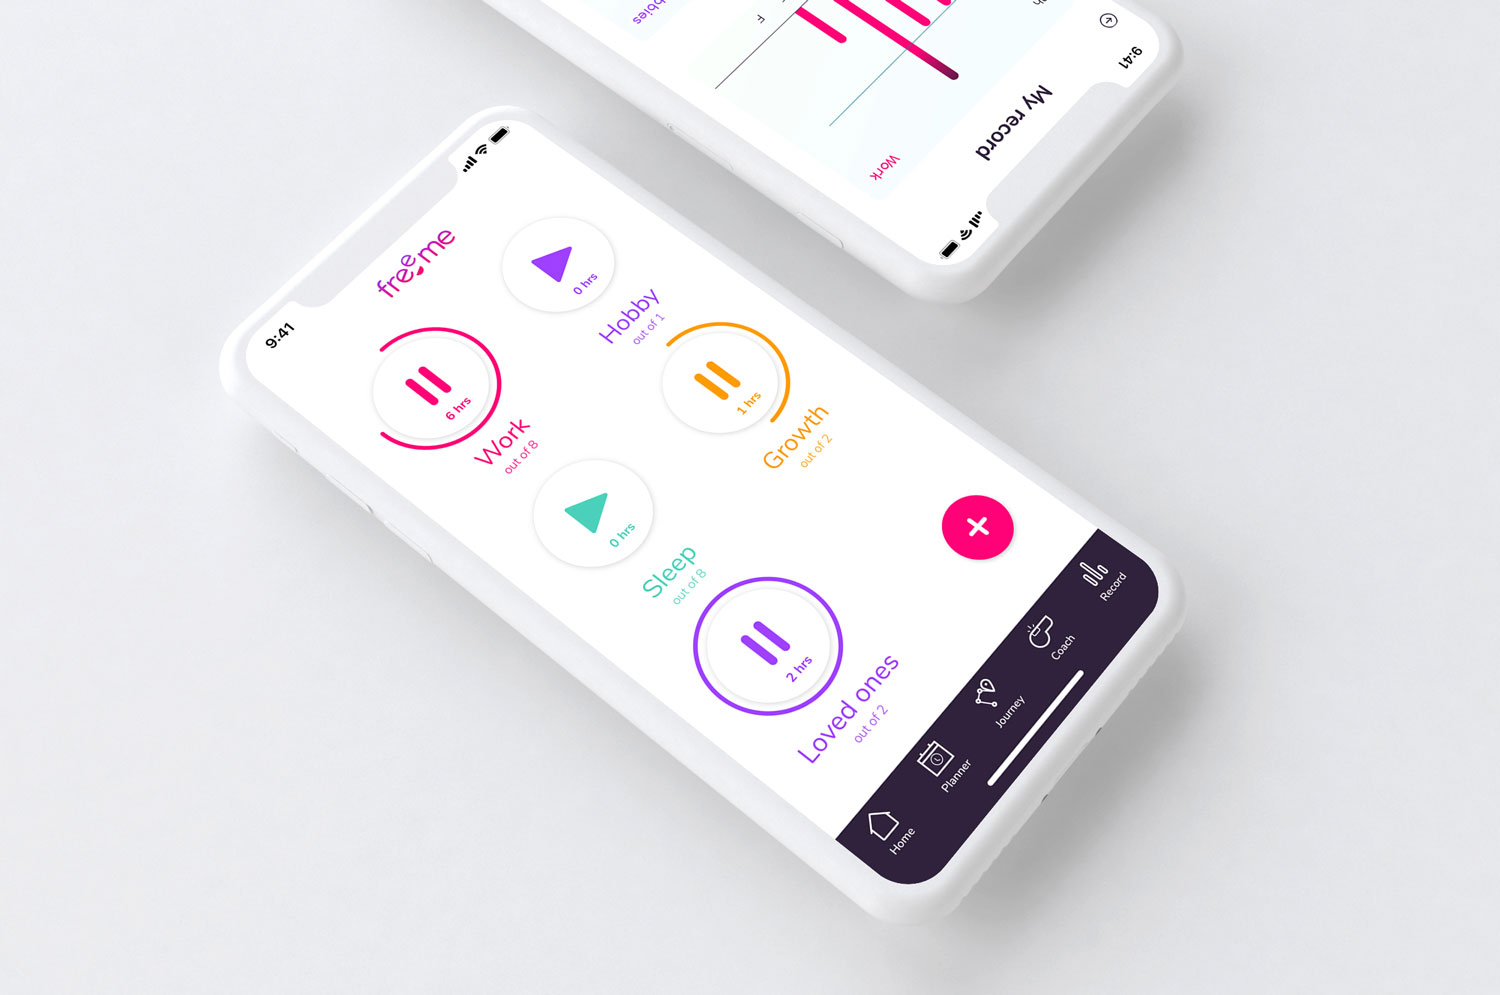 9:41
freeme
6 hrs
Work
out of 8
0 hrs
Hobby
out of 1
0 hrs
Sleep
out of 8
1 hrs
Growth
out of 2
2 hrs
Loved ones
out of 2
Home
Planner
Journey
Coach
Record
9:41
My record
Work
F